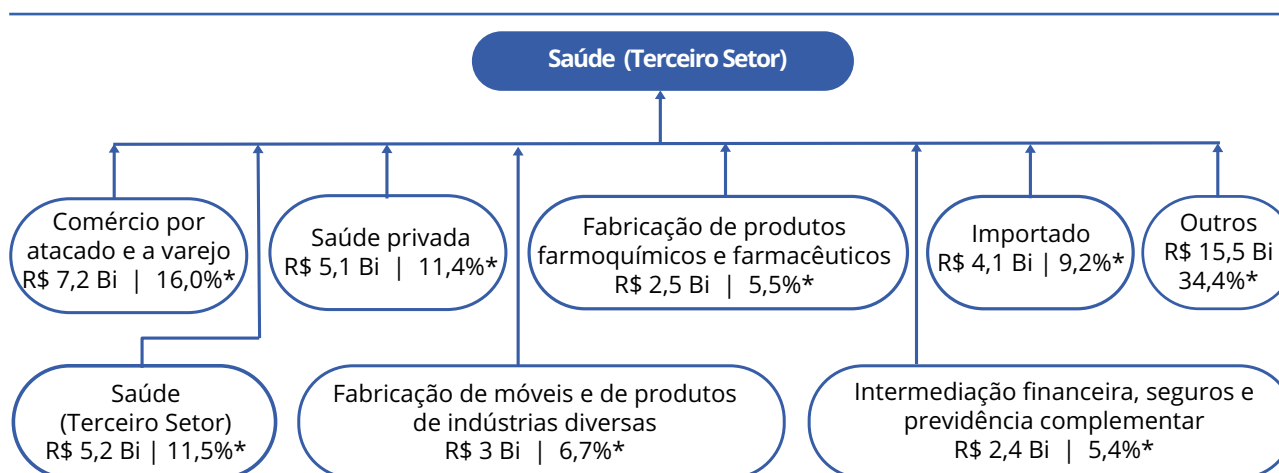 Saúde (Terceiro Setor)
Comércio por
atacado e a varejo
R$ 7,2 Bi | 16,0%*
Saúde privada
R$ 5,1 Bi | 11,4%*
Fabricação de produtos
farmoquímicos e farmacêuticos
R$ 2,5 Bi | 5,5%*
Importado
R$ 4,1 Bi | 9,2%*
Outros
R$ 15,5 Bi
34,4%*
Saúde
(Terceiro Setor)
R$ 5,2 Bi | 11,5%*
Fabricação de móveis e de produtos
de indústrias diversas
R$ 3 Bi | 6,7%*
Intermediação financeira, seguros e
previdência complementar
R$ 2,4 Bi | 5,4%*